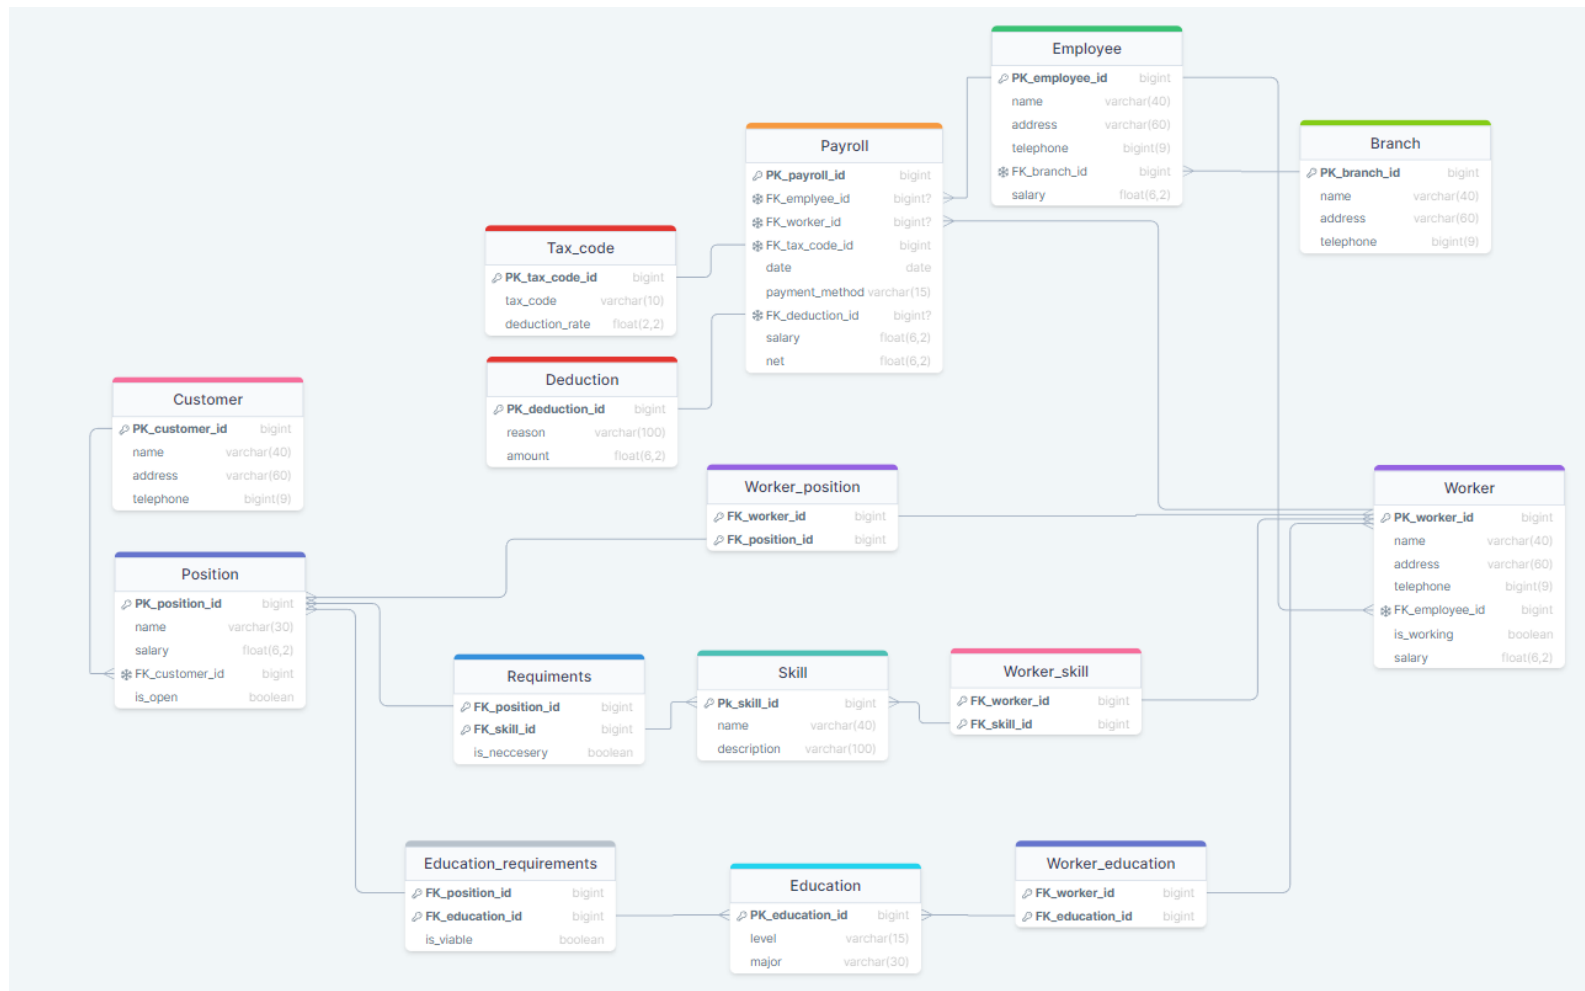 Employee
PK_employee_id bigint
name varchar(40)
address varchar(60)
telephone bigint(9)
FK_branch_id bigint
salary float(6,2)
Branch
PK_branch_id bigint
name varchar(40)
address varchar(60)
telephone bigint(9)
Payroll
PK_payroll_id bigint
FK_emplyee_id bigint?
FK_worker_id bigint?
FK_tax_code_id bigint
date date
payment_method varchar(15)
FK_deduction_id bigint?
salary float(6,2)
net float(6,2)
Tax_code
PK_tax_code_id bigint
tax_code varchar(10)
deduction_rate float(2,2)
Deduction
PK_deduction_id bigint
reason varchar(100)
amount float(6,2)
Customer
PK_customer_id bigint
name varchar(40)
address varchar(60)
telephone bigint(9)
Worker_position
FK_worker_id bigint
FK_position_id bigint
Worker
PK_worker_id bigint
name varchar(40)
address varchar(60)
telephone bigint(9)
FK_employee_id bigint
is_working boolean
salary float(6,2)
Position
PK_position_id bigint
name varchar(30)
salary float(6,2)
FK_customer_id bigint
is_open boolean
Requiments
FK_position_id bigint
FK_skill_id bigint
is_neccesery boolean
Skill
Pk_skill_id bigint
name varchar(40)
description varchar(100)
Worker_skill
FK_worker_id bigint
FK_skill_id bigint
Education_requirements
FK_position_id bigint
FK_education_id bigint
is_viable boolean
Education
PK_education_id bigint
level varchar(15)
major varchar(30)
Worker_education
FK_worker_id bigint
FK_education_id bigint